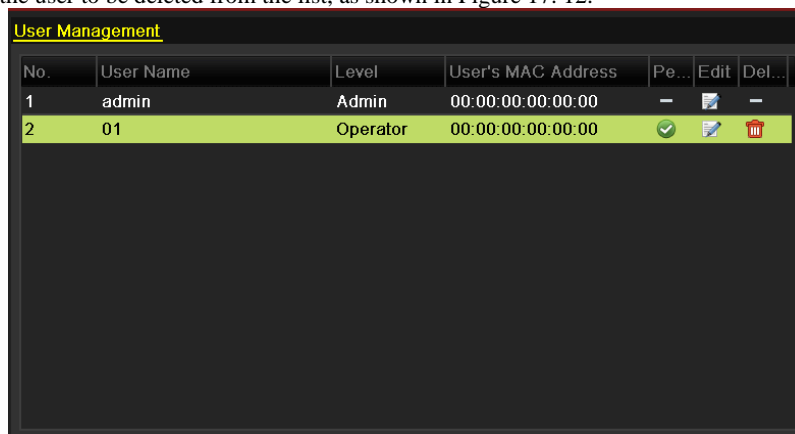 the user to be deleted from the list, as shown in Figure 17. 12.
User Management
No. User Name Level User's MAC Address Pe... Edit Del...
1 admin Admin 00:00:00:00:00:00 –
2 01 Operator 00:00:00:00:00:00